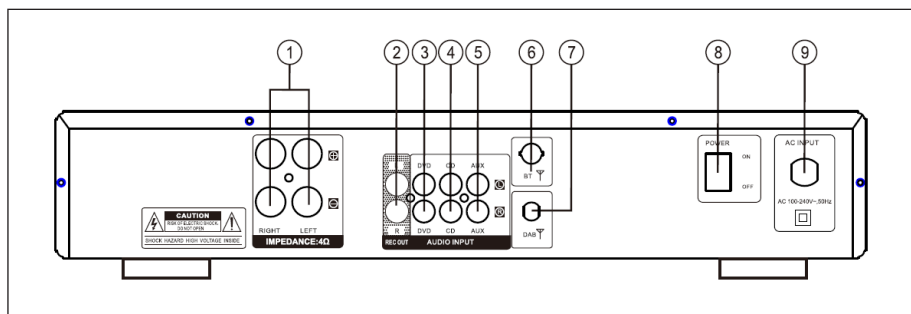 1 2 3 4 5 6 7 8 9
POWER
ON
OFF
AC INPUT
AC 100-240V~,50Hz
DVD CD AUX
BT
L
R
R DVD CD AUX
DAB
REC OUT AUDIO INPUT
RIGHT LEFT
IMPEDANCE:4Ω
CAUTION
RISK OF ELECTRIC SHOCK
DO NOT OPEN
SHOCK HAZARD HIGH VOLTAGE INSIDE